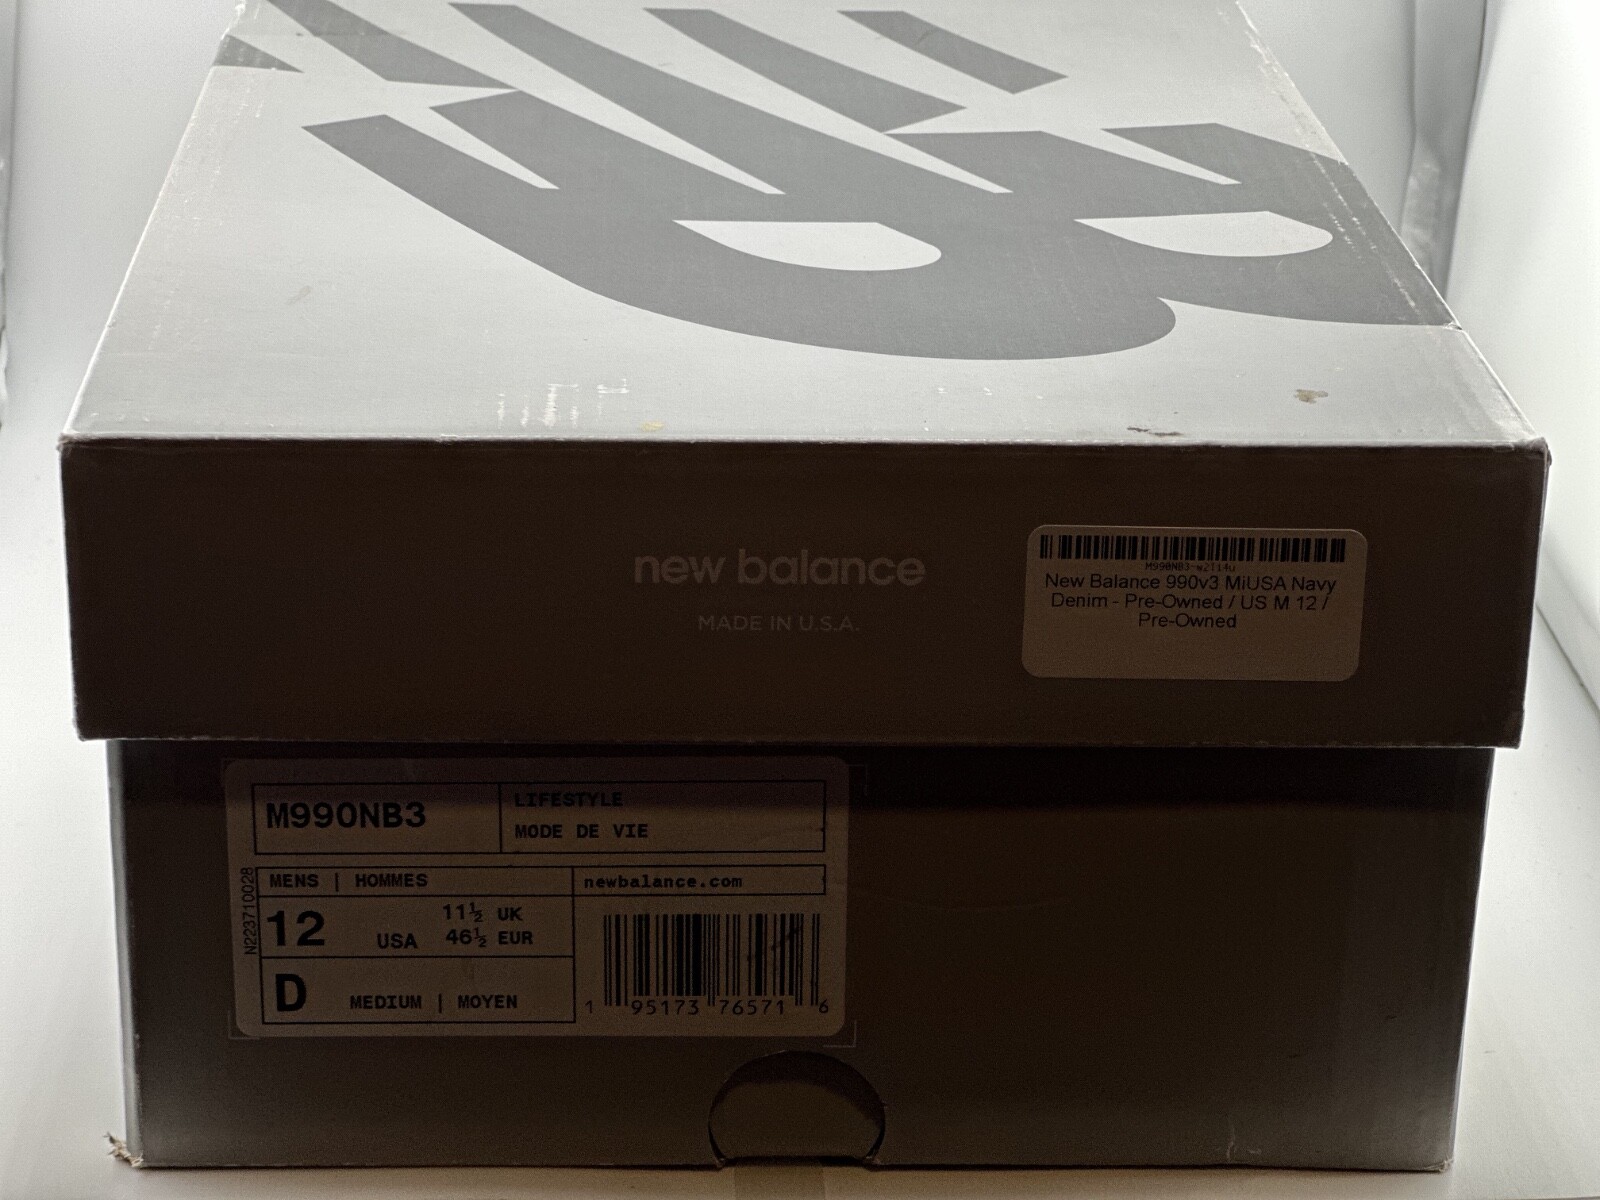 new balance
MADE IN U.S.A.
M990NB3-w21i4u
New Balance 990v3 MiUSA Navy
Denim - Pre-Owned / US M 12 /
Pre-Owned
M990NB3
LIFESTYLE
MODE DE VIE
MENS | HOMMES
newbalance.com
N223710028
12 USA
11½ UK
46½ EUR
D MEDIUM | MOYEN
1 95173 76571 6